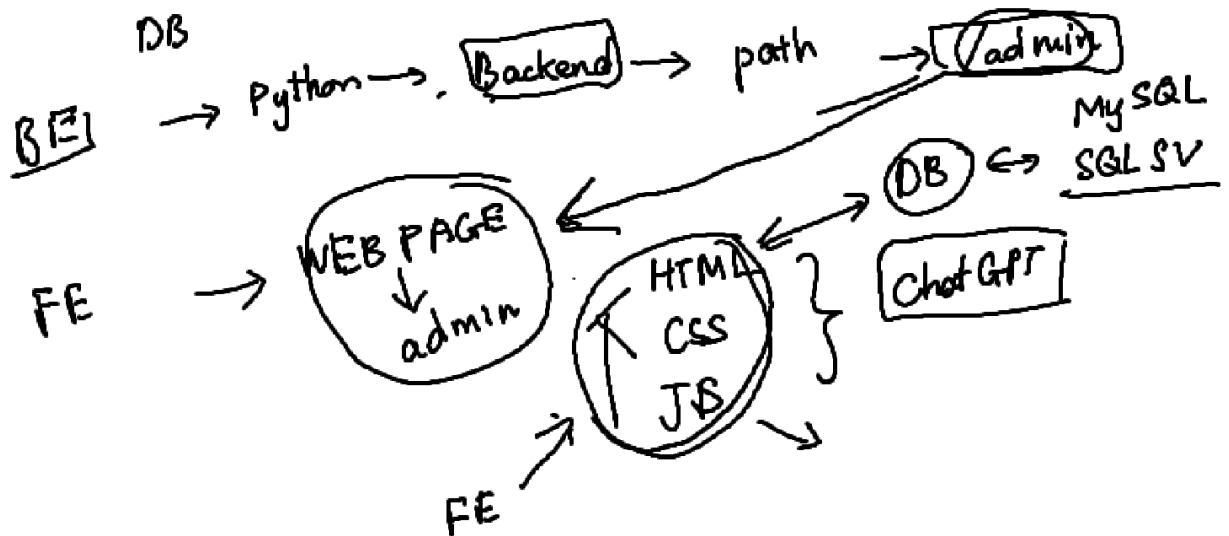 DB
BE → Python → Backend → path → /admin
MySQL
DB ↔ SQL SV
FE → WEB PAGE
↓
admin
HTML
CSS
JS
ChatGPT
FE